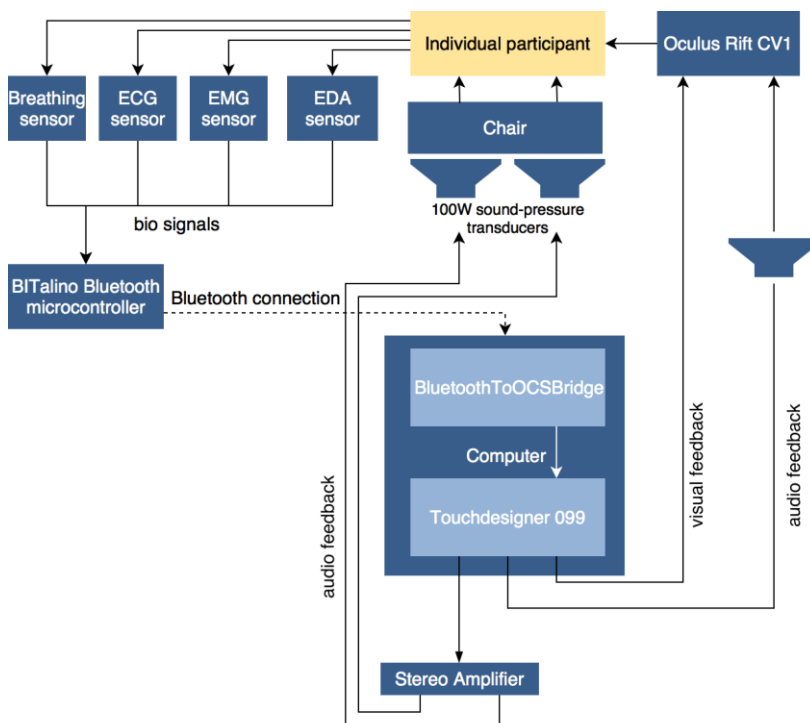 Individual participant
Oculus Rift CV1
Breathing
sensor
ECG
sensor
EMG
sensor
EDA
sensor
Chair
100W sound-pressure
transducers
bio signals
BITalino Bluetooth
microcontroller
Bluetooth connection
BluetoothToOCSBridge
Computer
Touchdesigner 099
audio feedback
visual feedback
audio feedback
Stereo Amplifier